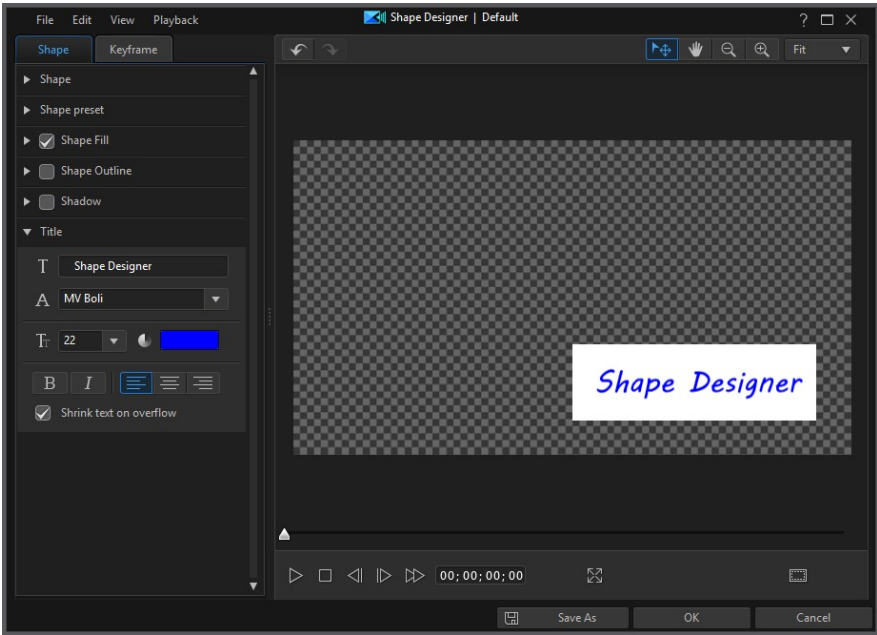 File Edit View Playback
Shape Designer | Default
?
Shape Keyframe
Fit
Shape
Shape preset
Shape Fill
Shape Outline
Shadow
Title
T Shape Designer
A MV Boli
TT 22
B I
Shrink text on overflow
Shape Designer
00;00;00;00
Save As OK Cancel